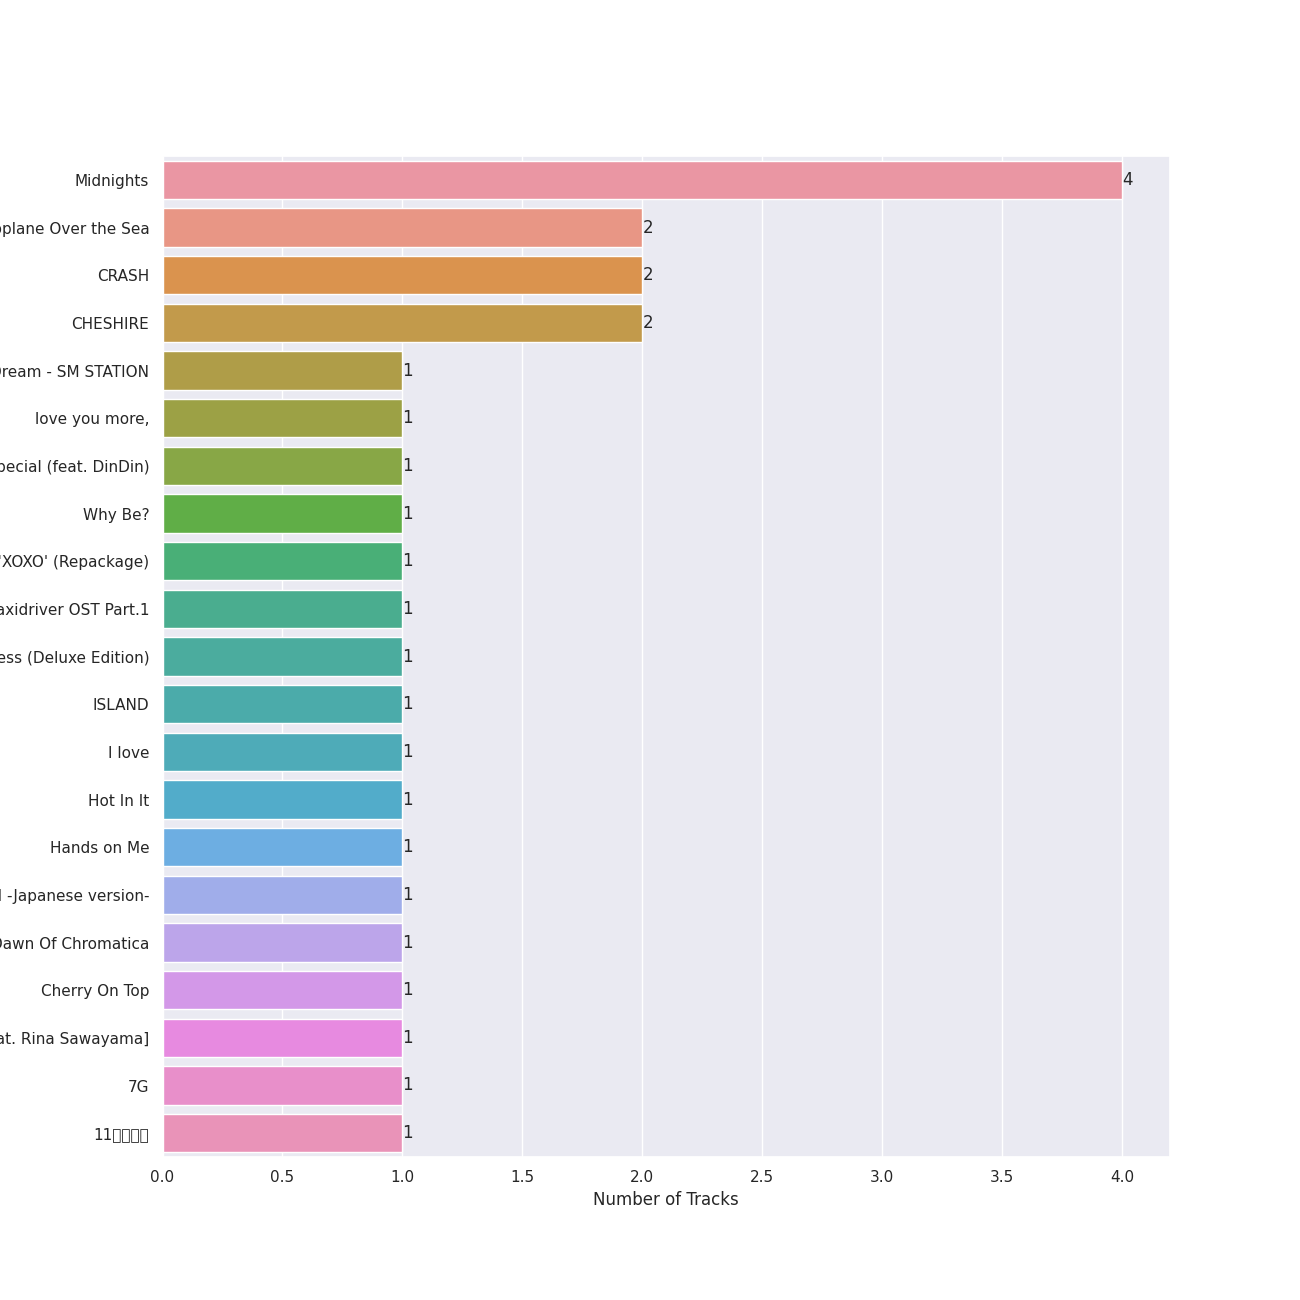 Midnights 4
plane Over the Sea 2
CRASH 2
CHESHIRE 2
Dream - SM STATION 1
love you more, 1
pecial (feat. DinDin) 1
Why Be? 1
'XOXO' (Repackage) 1
axidriver OST Part.1 1
ess (Deluxe Edition) 1
ISLAND 1
I love 1
Hot In It 1
Hands on Me 1
-Japanese version- 1
Dawn Of Chromatica 1
Cherry On Top 1
at. Rina Sawayama] 1
7G 1
11 1
0.0 0.5 1.0 1.5 2.0 2.5 3.0 3.5 4.0
Number of Tracks